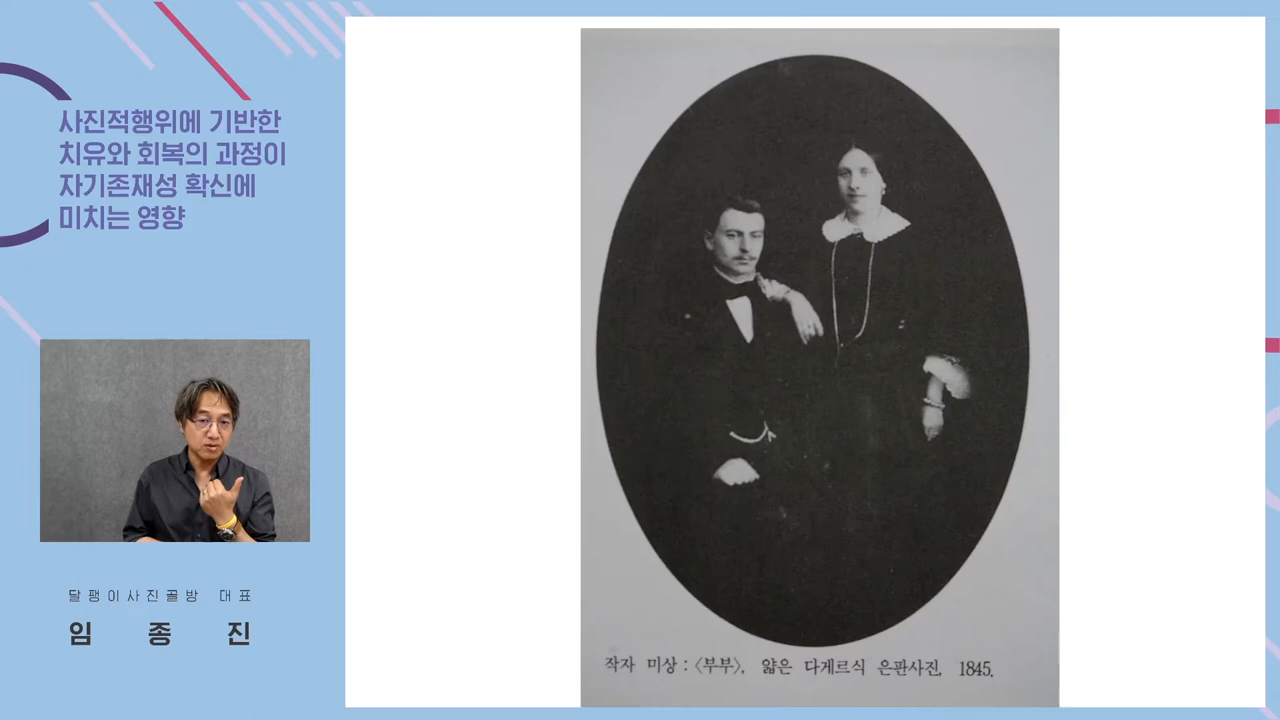 사진적행위에 기반한
치유와 회복의 과정이
자기존재성 확신에
미치는 영향
달팽이사진골방 대표
임종진
작자 미상 : 〈부부〉, 얇은 다게르식 은판사진, 1845.